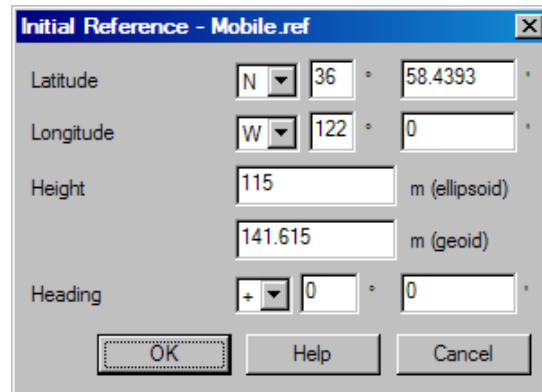 Initial Reference - Mobile.ref
Latitude N 36 ° 58.4393 '
Longitude W 122 ° 0 '
Height 115 m (ellipsoid)
141.615 m (geoid)
Heading + 0 ° 0 '
OK Help Cancel